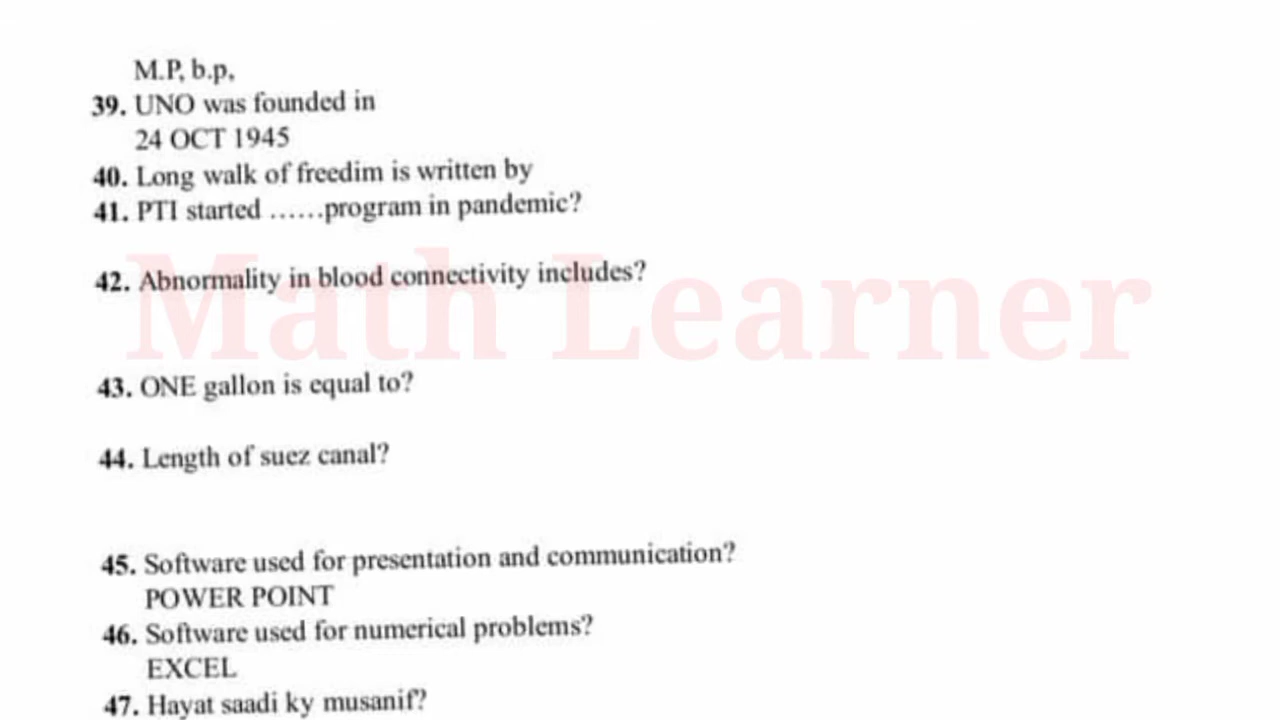 M.P, b.p,
39. UNO was founded in
24 OCT 1945
40. Long walk of freedim is written by
41. PTI started ......program in pandemic?
42. Abnormality in blood connectivity includes?
Math Learner
43. ONE gallon is equal to?
44. Length of suez canal?
45. Software used for presentation and communication?
POWER POINT
46. Software used for numerical problems?
EXCEL
47. Hayat saadi ky musanif?